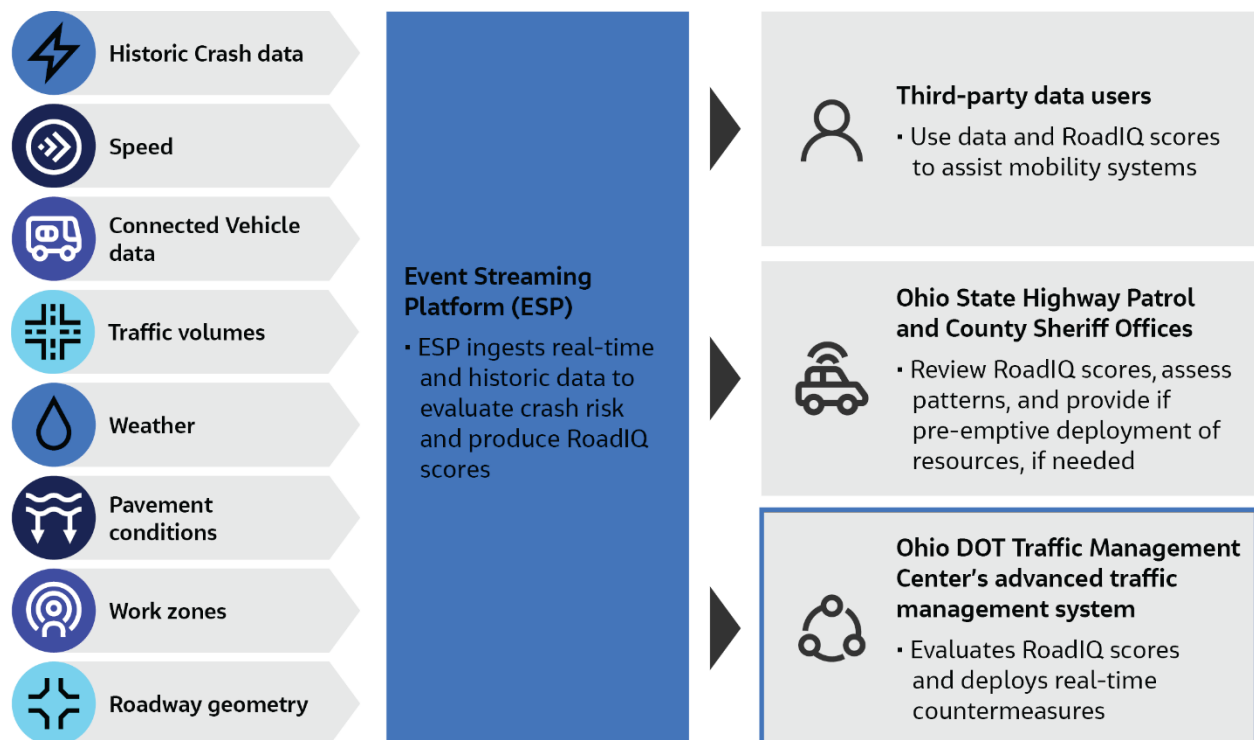 Historic Crash data
Speed
Connected Vehicle
data
Traffic volumes
Weather
Pavement
conditions
Work zones
Roadway geometry
Event Streaming
Platform (ESP)
▪ ESP ingests real-time
and historic data to
evaluate crash risk
and produce RoadIQ
scores
Third-party data users
▪ Use data and RoadIQ scores
to assist mobility systems
Ohio State Highway Patrol
and County Sheriff Offices
▪ Review RoadIQ scores, assess
patterns, and provide if
pre-emptive deployment of
resources, if needed
Ohio DOT Traffic Management
Center’s advanced traffic
management system
▪ Evaluates RoadIQ scores
and deploys real-time
countermeasures